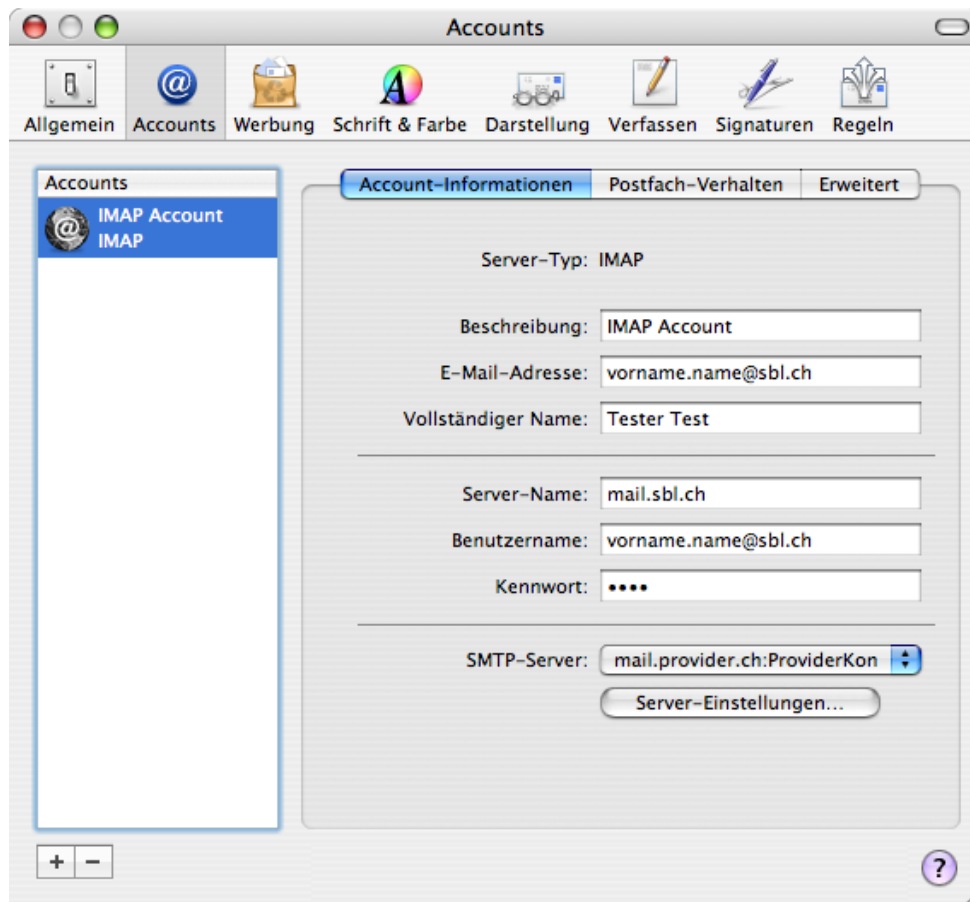 Accounts
Allgemein Accounts Werbung Schrift & Farbe Darstellung Verfassen Signaturen Regeln
Accounts
IMAP Account
IMAP
Account-Informationen Postfach-Verhalten Erweitert
Server-Typ: IMAP
Beschreibung: IMAP Account
E-Mail-Adresse: vorname.name@sbl.ch
Vollständiger Name: Tester Test
Server-Name: mail.sbl.ch
Benutzername: vorname.name@sbl.ch
Kennwort: ••••
SMTP-Server: mail.provider.ch:ProviderKon
Server-Einstellungen...
+ −
?